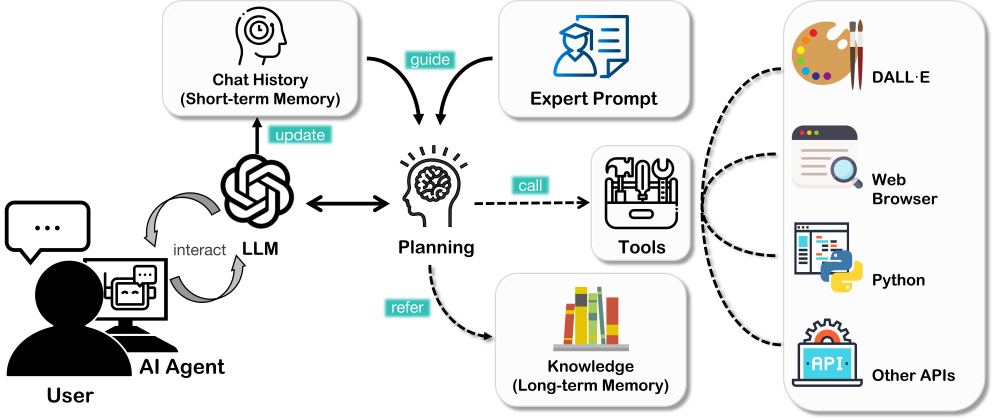 Chat History
(Short-term Memory)
guide
Expert Prompt
update
LLM
interact
Planning
call
Tools
refer
Knowledge
(Long-term Memory)
AI Agent
User
DALL·E
Web
Browser
Python
API
Other APIs